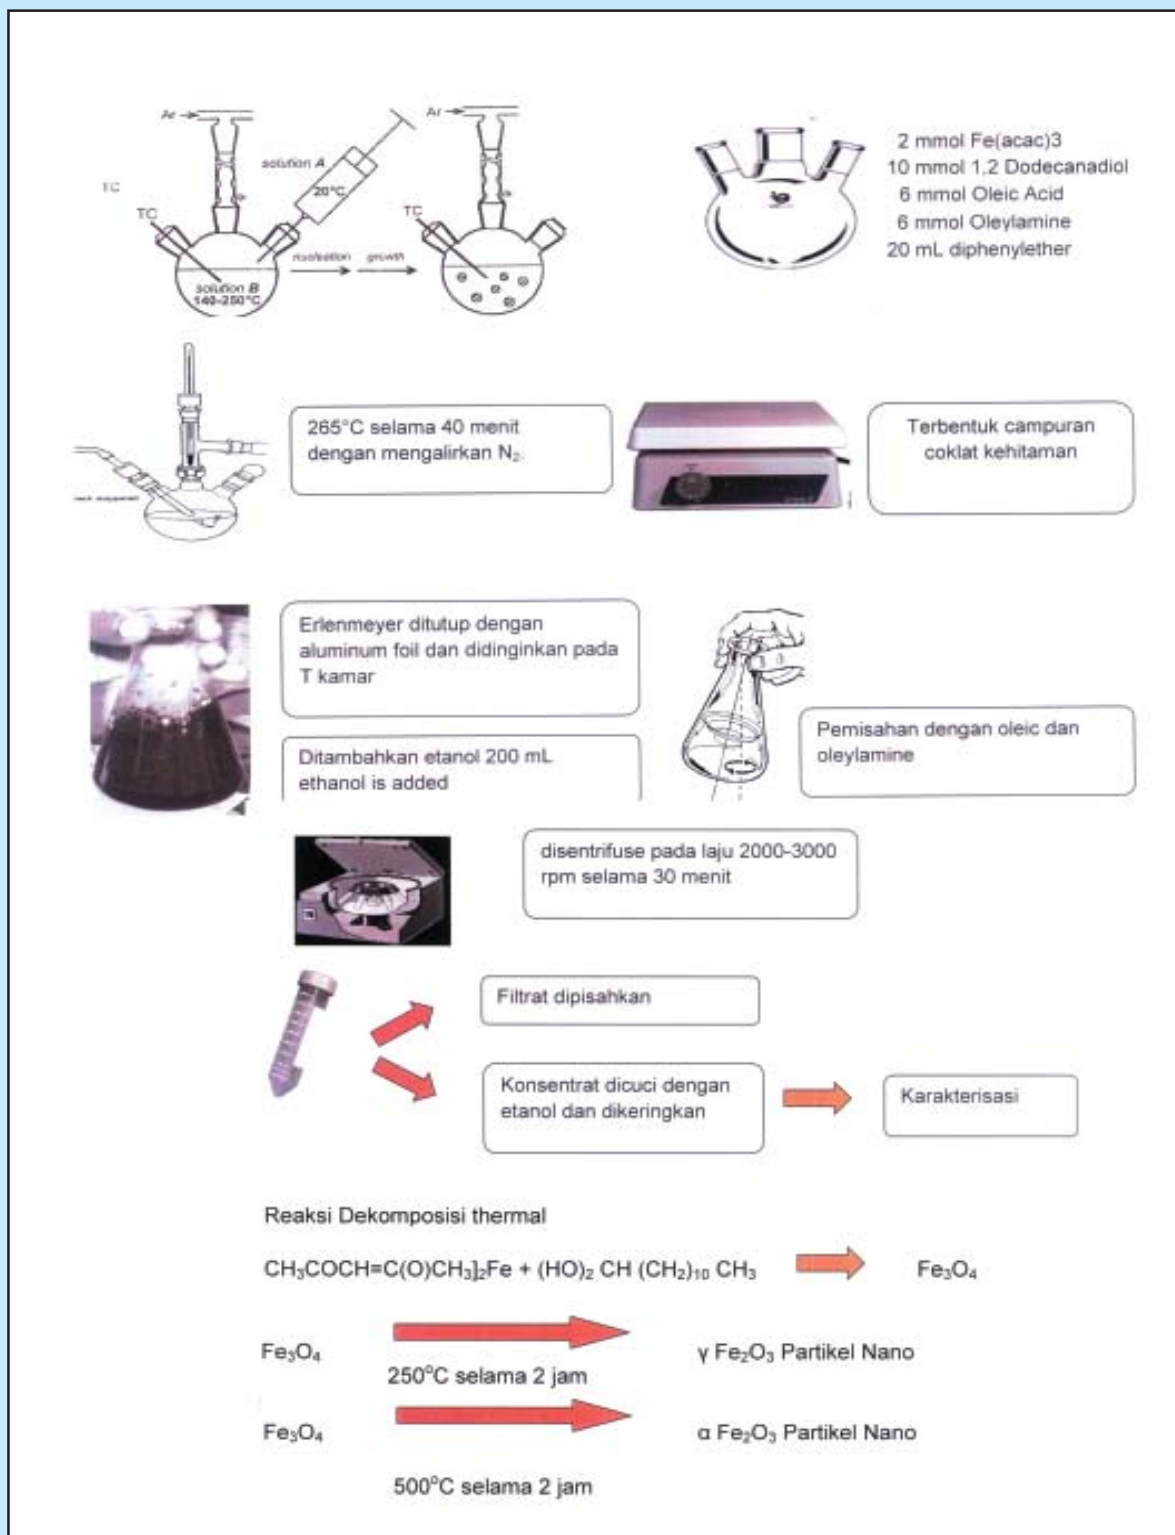 Ar
Ar
solution A
20°C
TC
TC
TC
nucleation
growth
solution B
140-250°C
2 mmol Fe(acac)3
10 mmol 1,2 Dodecanadiol
6 mmol Oleic Acid
6 mmol Oleylamine
20 mL diphenylether
265°C selama 40 menit
dengan mengalirkan N₂.
Terbentuk campuran
coklat kehitaman
Erlenmeyer ditutup dengan
aluminum foil dan didinginkan pada
T kamar
Ditambahkan etanol 200 mL
ethanol is added
Pemisahan dengan oleic dan
oleylamine
disentrifuse pada laju 2000-3000
rpm selama 30 menit
Filtrat dipisahkan
Konsentrat dicuci dengan
etanol dan dikeringkan
Karakterisasi
Reaksi Dekomposisi thermal
CH₃COCH=C(O)CH₃]₂Fe + (HO)₂ CH (CH₂)₁₀ CH₃
Fe₃O₄
Fe₃O₄
γ Fe₂O₃ Partikel Nano
250°C selama 2 jam
Fe₃O₄
α Fe₂O₃ Partikel Nano
500°C selama 2 jam